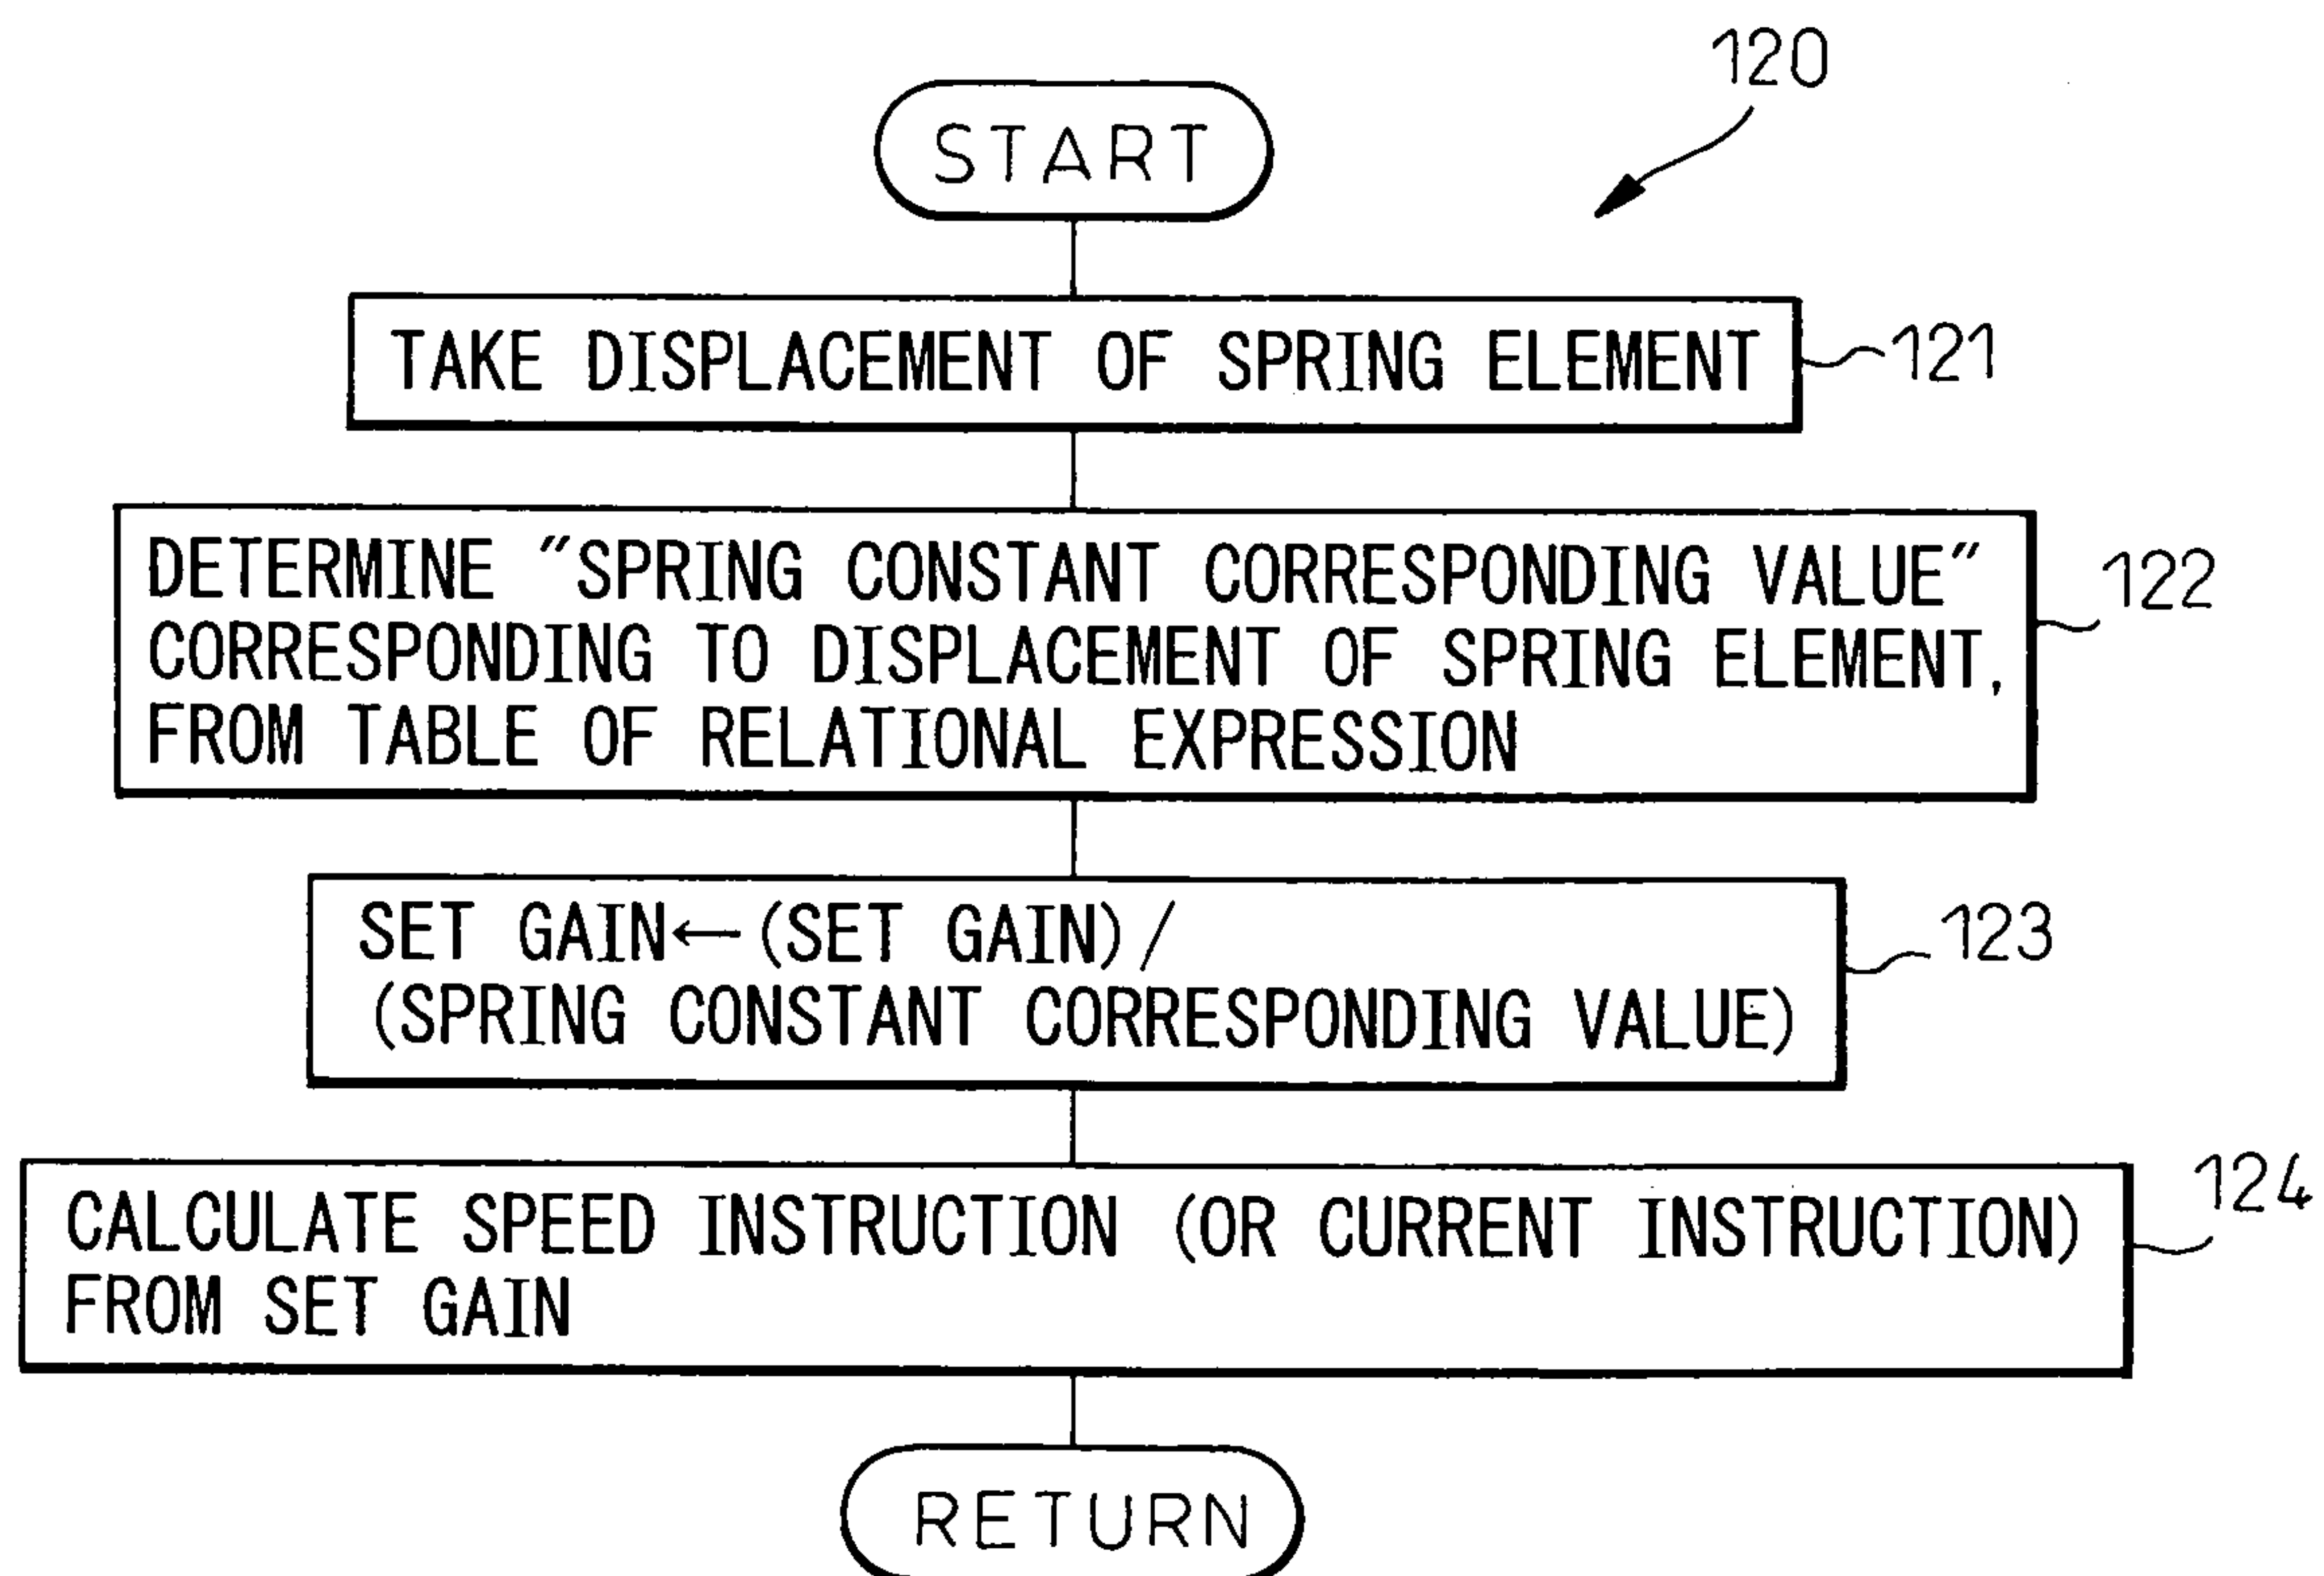 120
START
TAKE DISPLACEMENT OF SPRING ELEMENT
121
DETERMINE "SPRING CONSTANT CORRESPONDING VALUE"
CORRESPONDING TO DISPLACEMENT OF SPRING ELEMENT,
FROM TABLE OF RELATIONAL EXPRESSION
122
SET GAIN←(SET GAIN)/
(SPRING CONSTANT CORRESPONDING VALUE)
123
CALCULATE SPEED INSTRUCTION (OR CURRENT INSTRUCTION)
FROM SET GAIN
124
RETURN